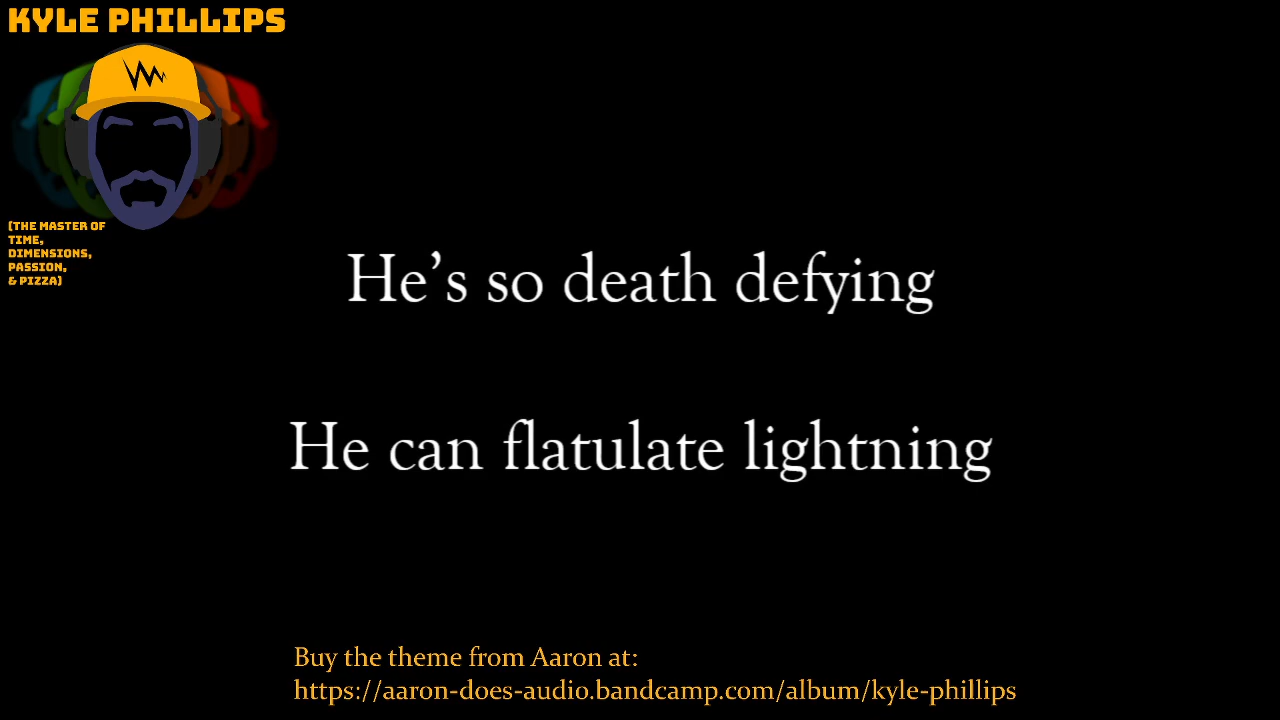 KYLE PHILLIPS
(THE MASTER OF
TIME,
DIMENSIONS,
PASSION,
& PIZZA)
He’s so death defying
He can flatulate lightning
Buy the theme from Aaron at:
https://aaron-does-audio.bandcamp.com/album/kyle-phillips